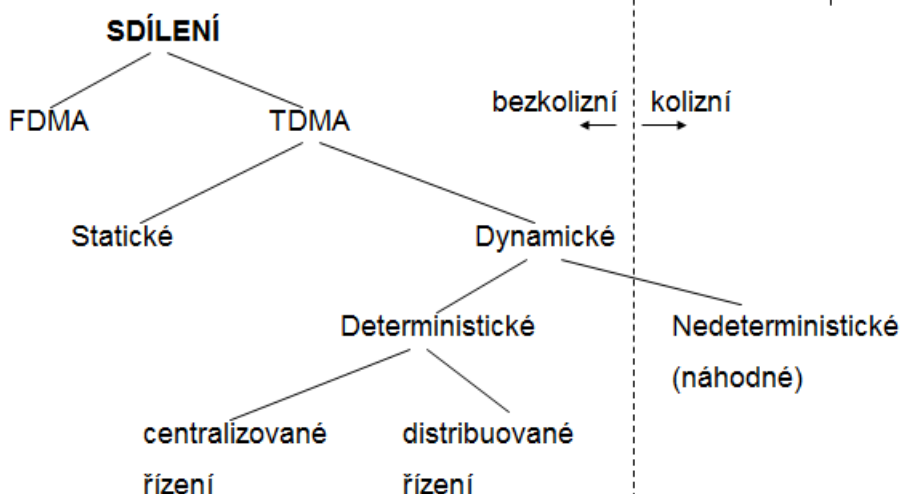 SDÍLENÍ
bezkolizní kolizní
FDMA TDMA
Statické Dynamické
Deterministické Nedeterministické
(náhodné)
centralizované distribuované
řízení řízení